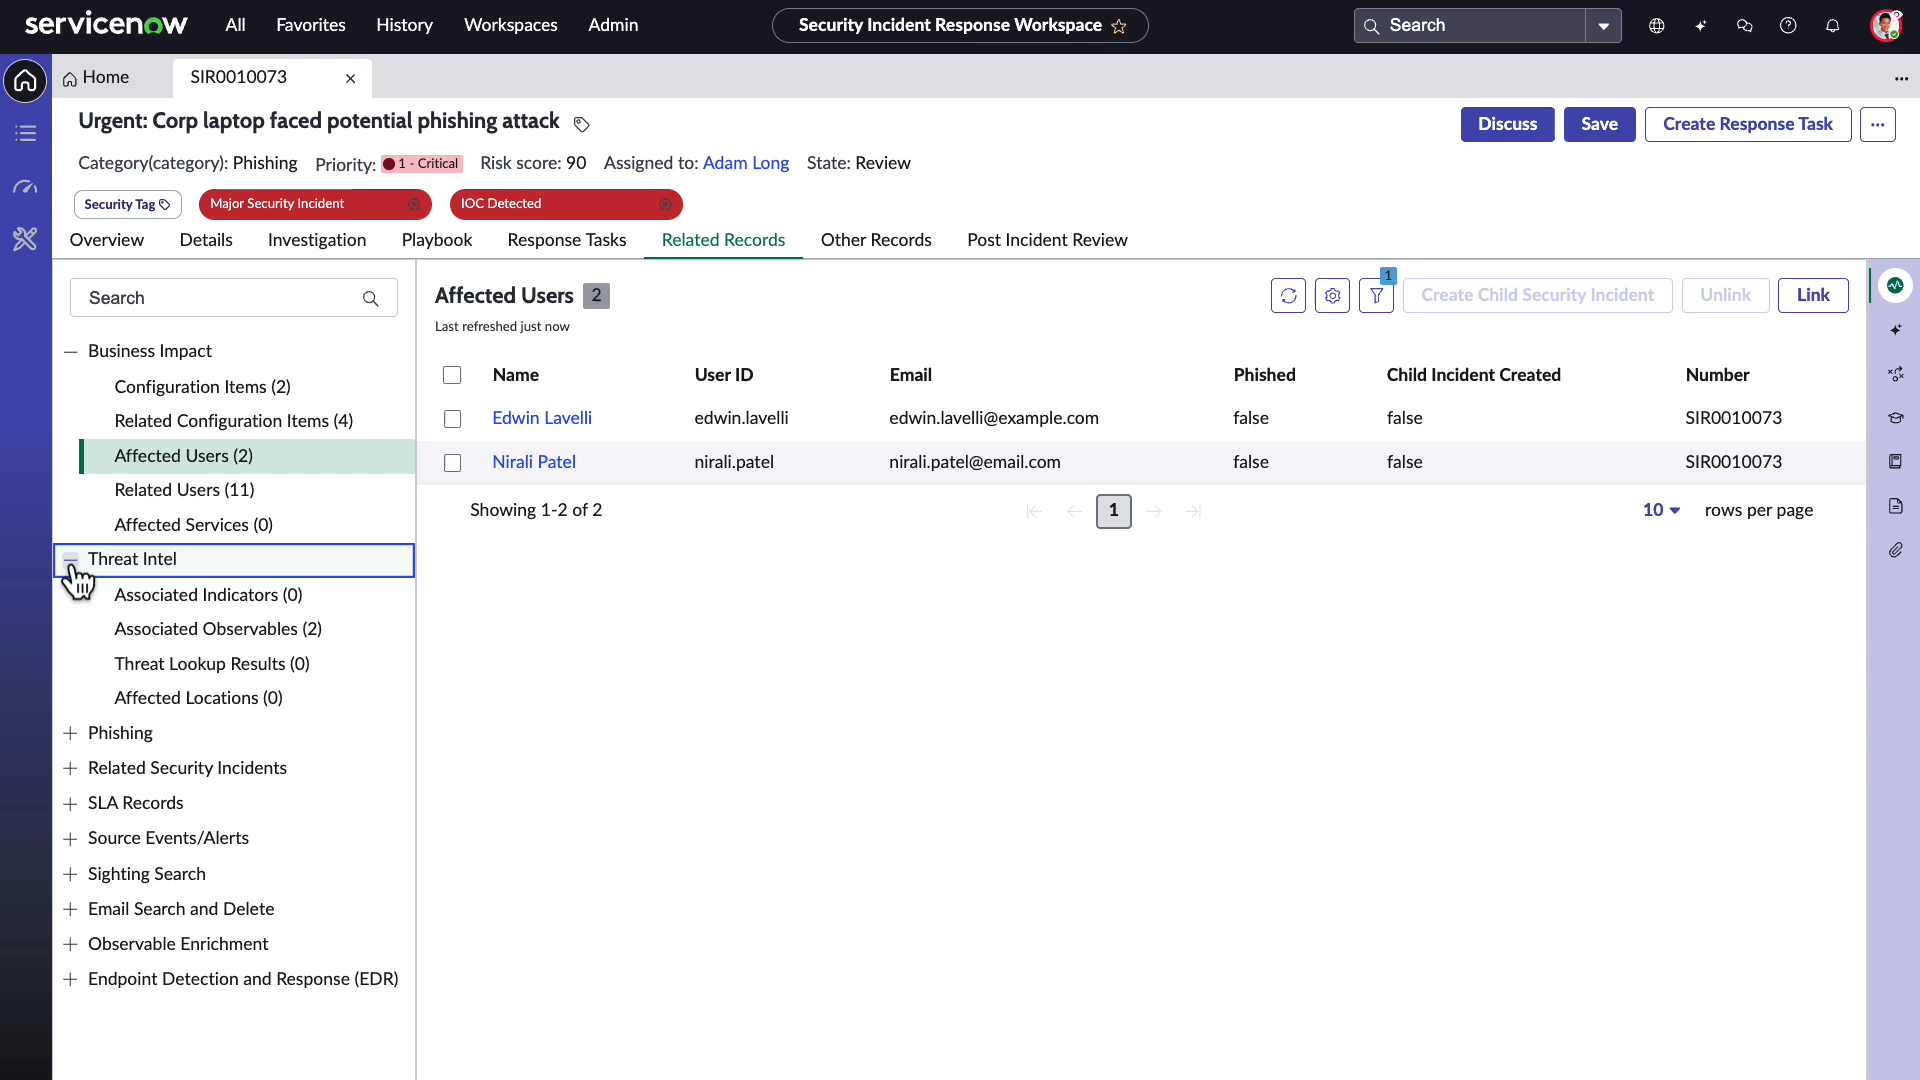 servicenow All Favorites History Workspaces Admin Security Incident Response Workspace Search
Home SIR0010073
Urgent: Corp laptop faced potential phishing attack Discuss Save Create Response Task
Category(category): Phishing Priority: 1 - Critical Risk score: 90 Assigned to: Adam Long State: Review
Security Tag Major Security Incident IOC Detected
Overview Details Investigation Playbook Response Tasks Related Records Other Records Post Incident Review
Search
Business Impact
Configuration Items (2)
Related Configuration Items (4)
Affected Users (2)
Related Users (11)
Affected Services (0)
Threat Intel
Associated Indicators (0)
Associated Observables (2)
Threat Lookup Results (0)
Affected Locations (0)
Phishing
Related Security Incidents
SLA Records
Source Events/Alerts
Sighting Search
Email Search and Delete
Observable Enrichment
Endpoint Detection and Response (EDR)
Affected Users 2 1 Create Child Security Incident Unlink Link
Last refreshed just now
Name User ID Email Phished Child Incident Created Number
Edwin Lavelli edwin.lavelli edwin.lavelli@example.com false false SIR0010073
Nirali Patel nirali.patel nirali.patel@email.com false false SIR0010073
Showing 1-2 of 2 1 10 rows per page